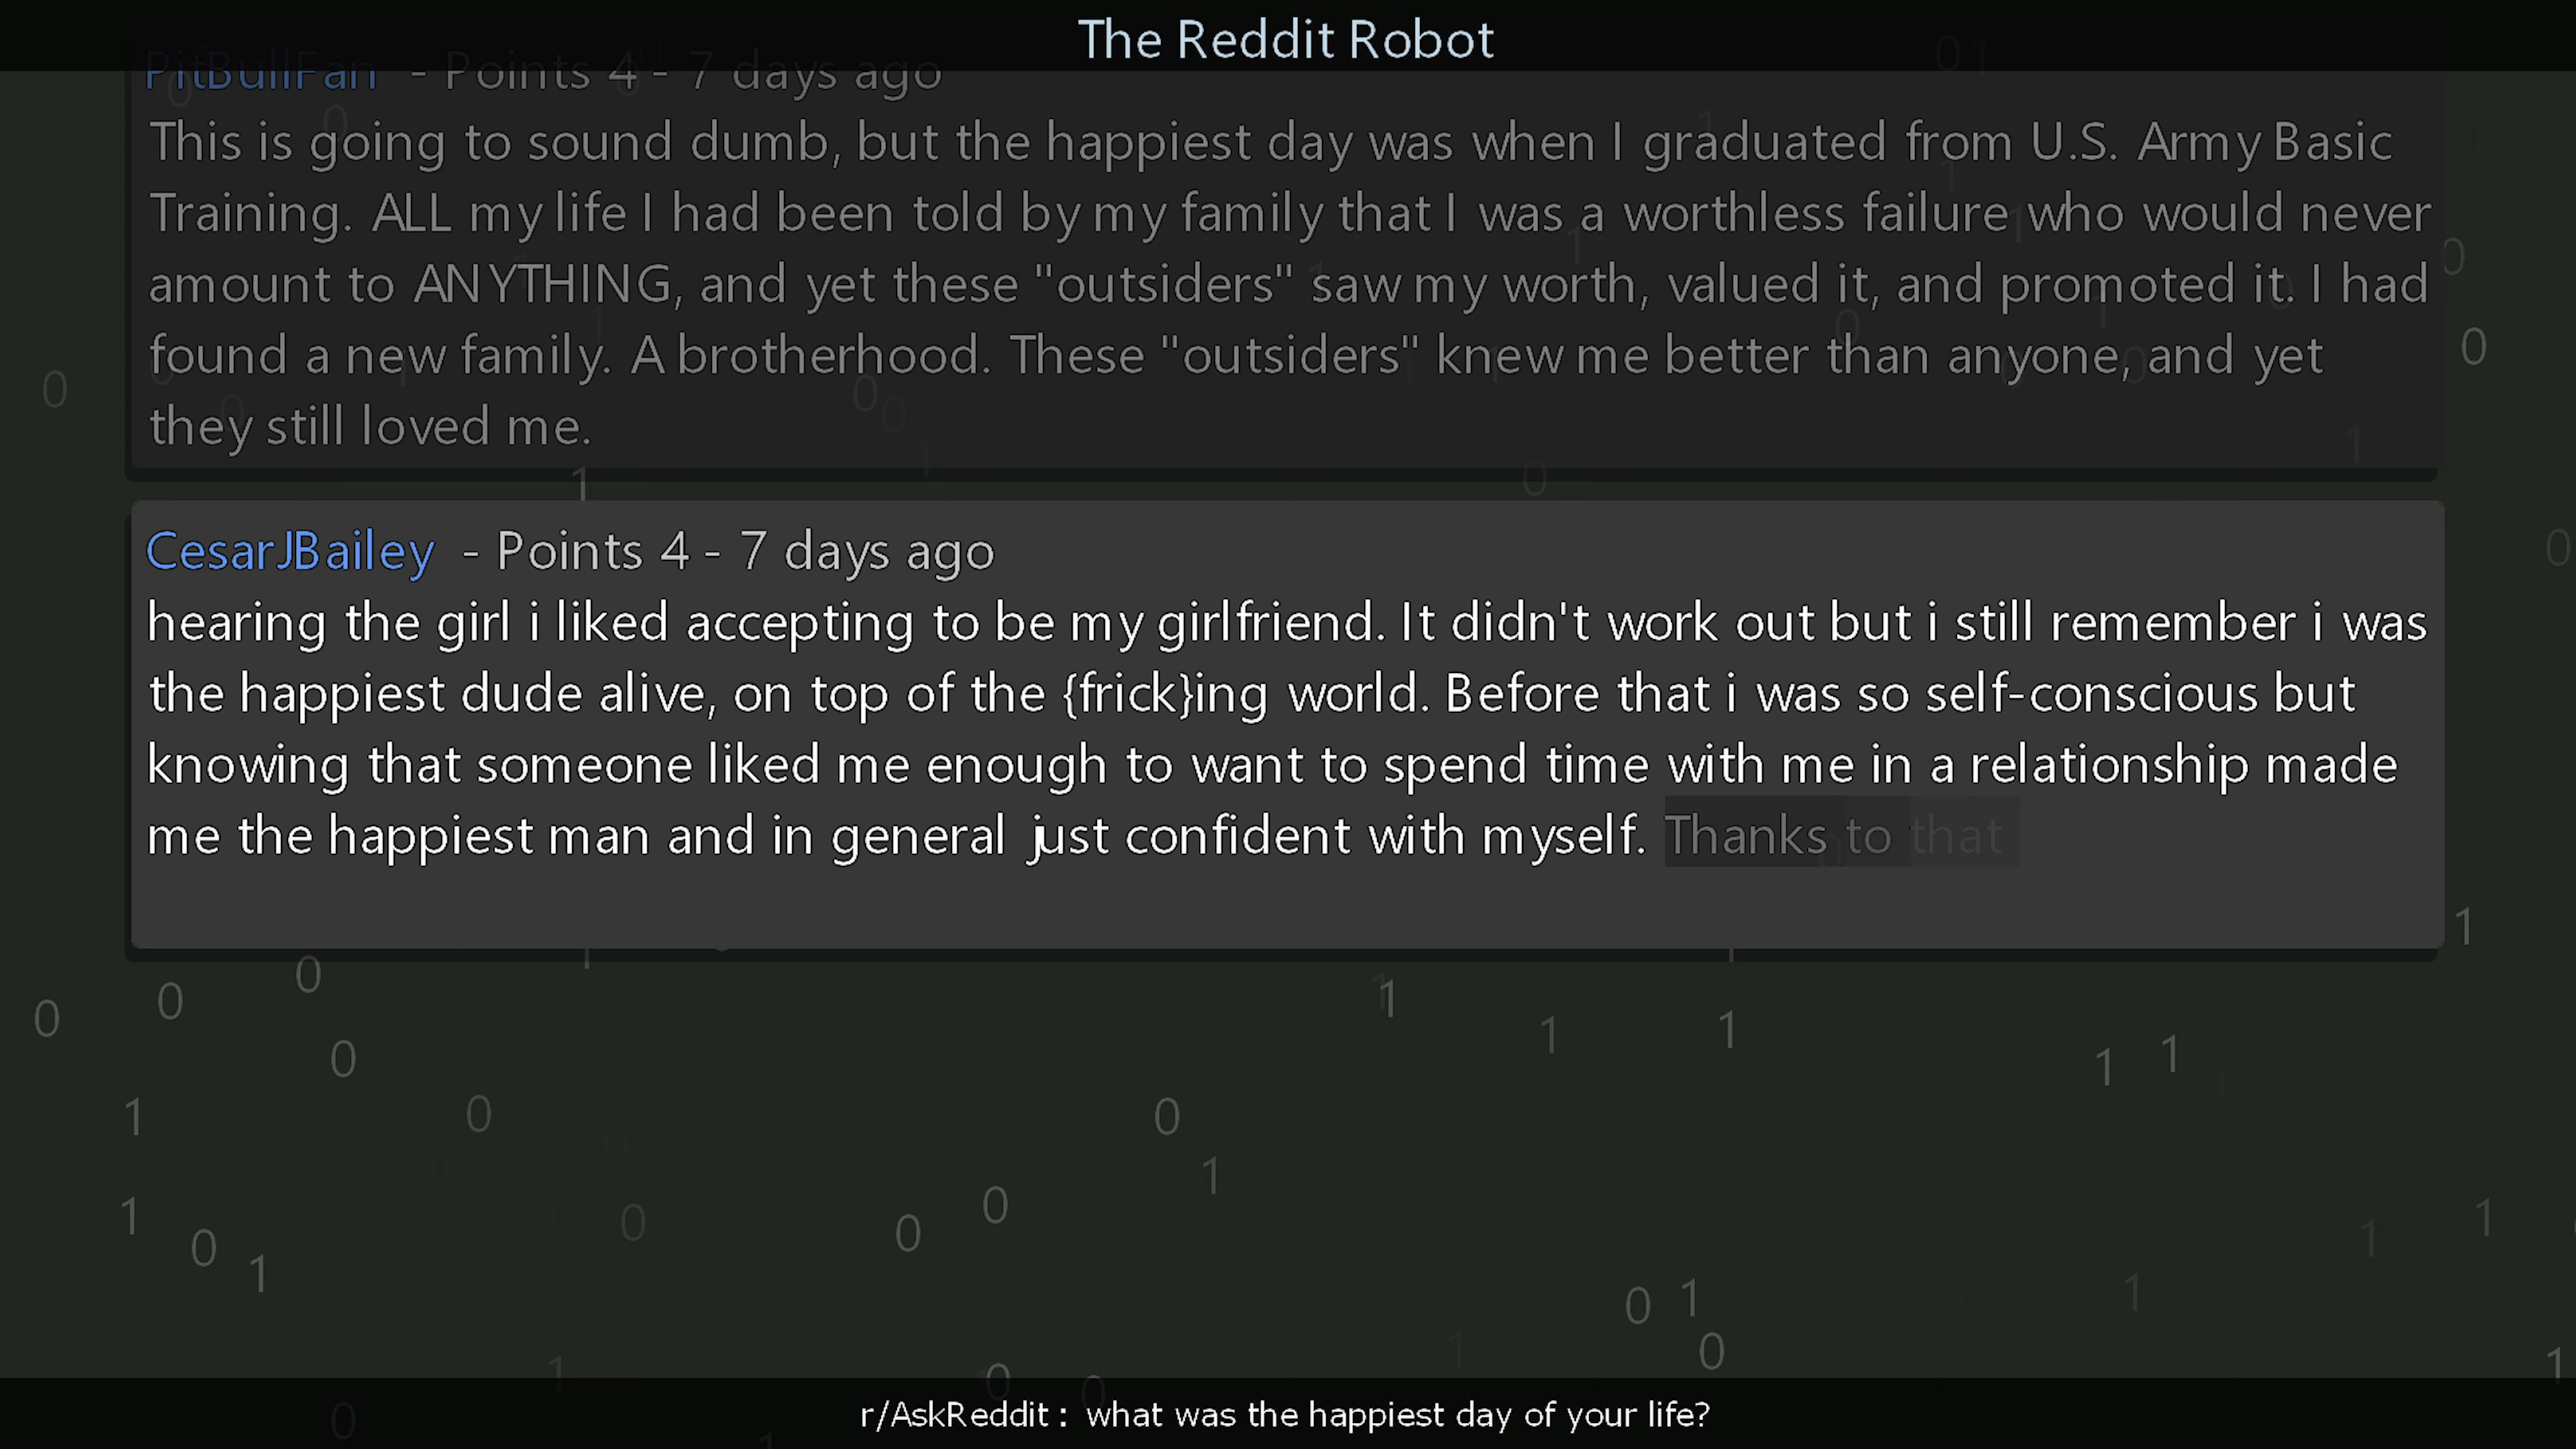 The Reddit Robot
PitBullFan - Points 4 - 7 days ago
This is going to sound dumb, but the happiest day was when I graduated from U.S. Army Basic
Training. ALL my life I had been told by my family that I was a worthless failure who would never
amount to ANYTHING, and yet these "outsiders" saw my worth, valued it, and promoted it. I had
found a new family. A brotherhood. These "outsiders" knew me better than anyone, and yet
they still loved me.
CesarJBailey - Points 4 - 7 days ago
hearing the girl i liked accepting to be my girlfriend. It didn't work out but i still remember i was
the happiest dude alive, on top of the {frick}ing world. Before that i was so self-conscious but
knowing that someone liked me enough to want to spend time with me in a relationship made
me the happiest man and in general just confident with myself. Thanks to that
r/AskReddit : what was the happiest day of your life?